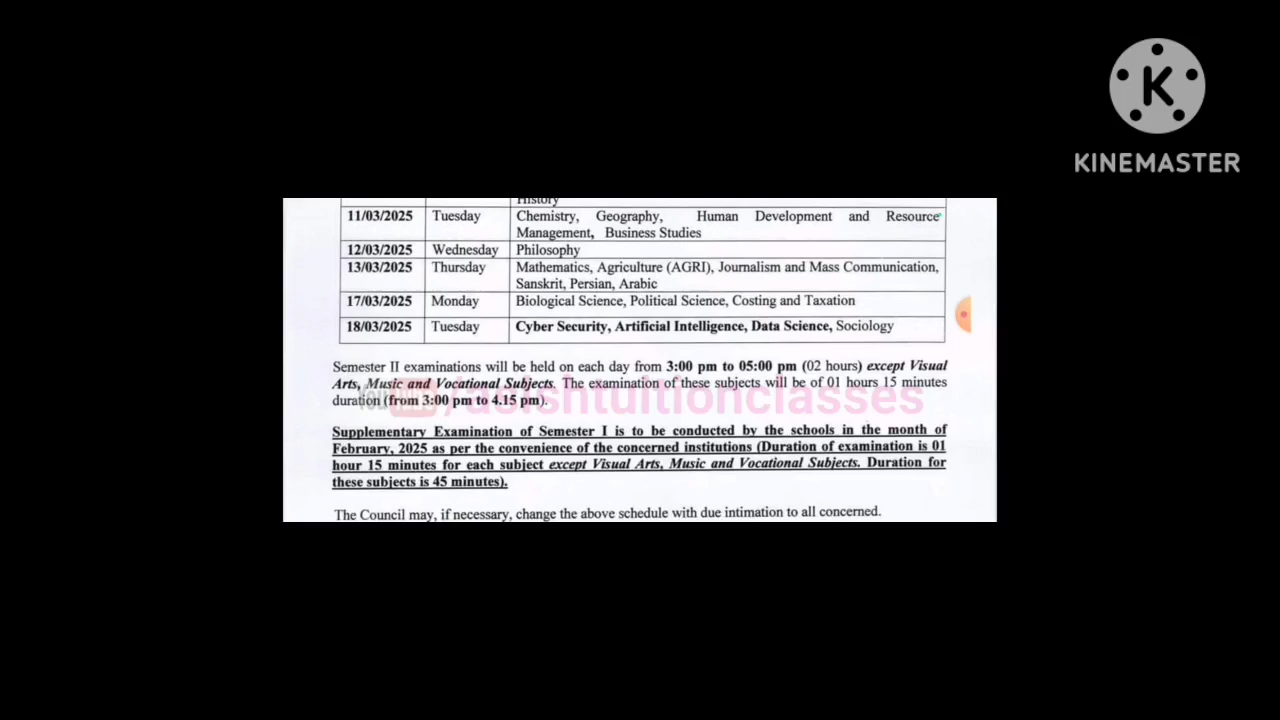 KINEMASTER
History
11/03/2025 Tuesday Chemistry, Geography, Human Development and Resource
Management, Business Studies
12/03/2025 Wednesday Philosophy
13/03/2025 Thursday Mathematics, Agriculture (AGRI), Journalism and Mass Communication,
Sanskrit, Persian, Arabic
17/03/2025 Monday Biological Science, Political Science, Costing and Taxation
18/03/2025 Tuesday Cyber Security, Artificial Intelligence, Data Science, Sociology
Semester II examinations will be held on each day from 3:00 pm to 05:00 pm (02 hours) except Visual
Arts, Music and Vocational Subjects. The examination of these subjects will be of 01 hours 15 minutes
duration (from 3:00 pm to 4.15 pm).
YouTube/asishtuitionclasses
Supplementary Examination of Semester I is to be conducted by the schools in the month of
February, 2025 as per the convenience of the concerned institutions (Duration of examination is 01
hour 15 minutes for each subject except Visual Arts, Music and Vocational Subjects. Duration for
these subjects is 45 minutes).
The Council may, if necessary, change the above schedule with due intimation to all concerned.